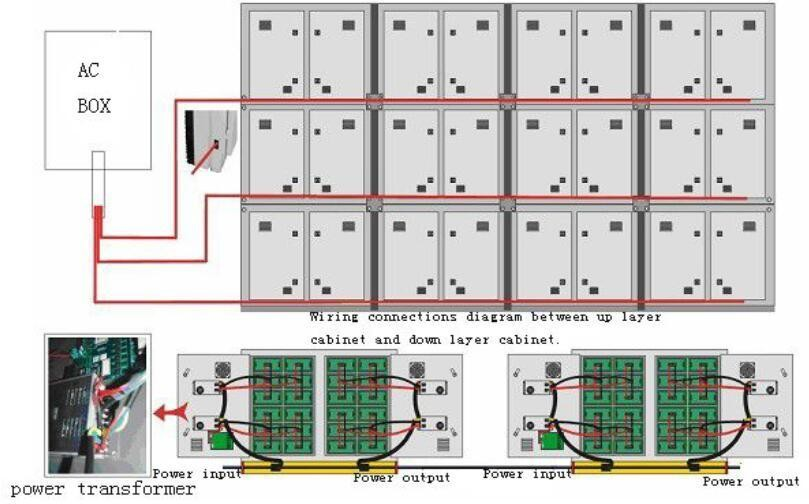 AC
BOX
Wiring connections diagram between up layer
cabinet and down layer cabinet.
Power input
Power output
Power input
Power output
power transformer